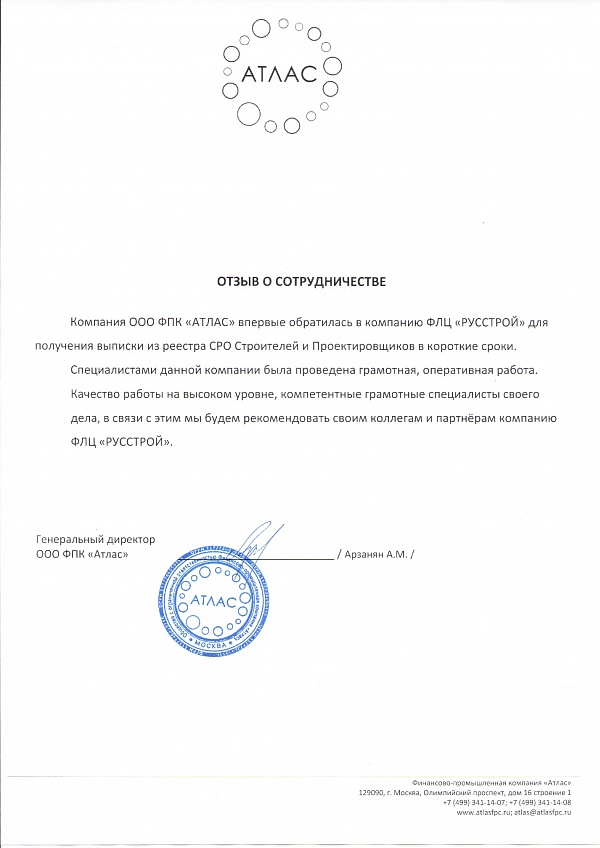 АТЛАС
ОТЗЫВ О СОТРУДНИЧЕСТВЕ
Компания ООО ФПК «АТЛАС» впервые обратилась в компанию ФЛЦ «РУССТРОЙ» для
получения выписки из реестра СРО Строителей и Проектировщиков в короткие сроки.
Специалистами данной компании была проведена грамотная, оперативная работа.
Качество работы на высоком уровне, компетентные грамотные специалисты своего
дела, в связи с этим мы будем рекомендовать своим коллегам и партнёрам компанию
ФЛЦ «РУССТРОЙ».
Генеральный директор
ООО ФПК «Атлас» / Арзанян А.М. /
АТЛАС
МОСКВА
Финансово-промышленная компания «Атлас»
129090, г. Москва, Олимпийский проспект, дом 16 строение 1
+7 (499) 341-14-07; +7 (499) 341-14-08
www.atlasfpc.ru; atlas@atlasfpc.ru